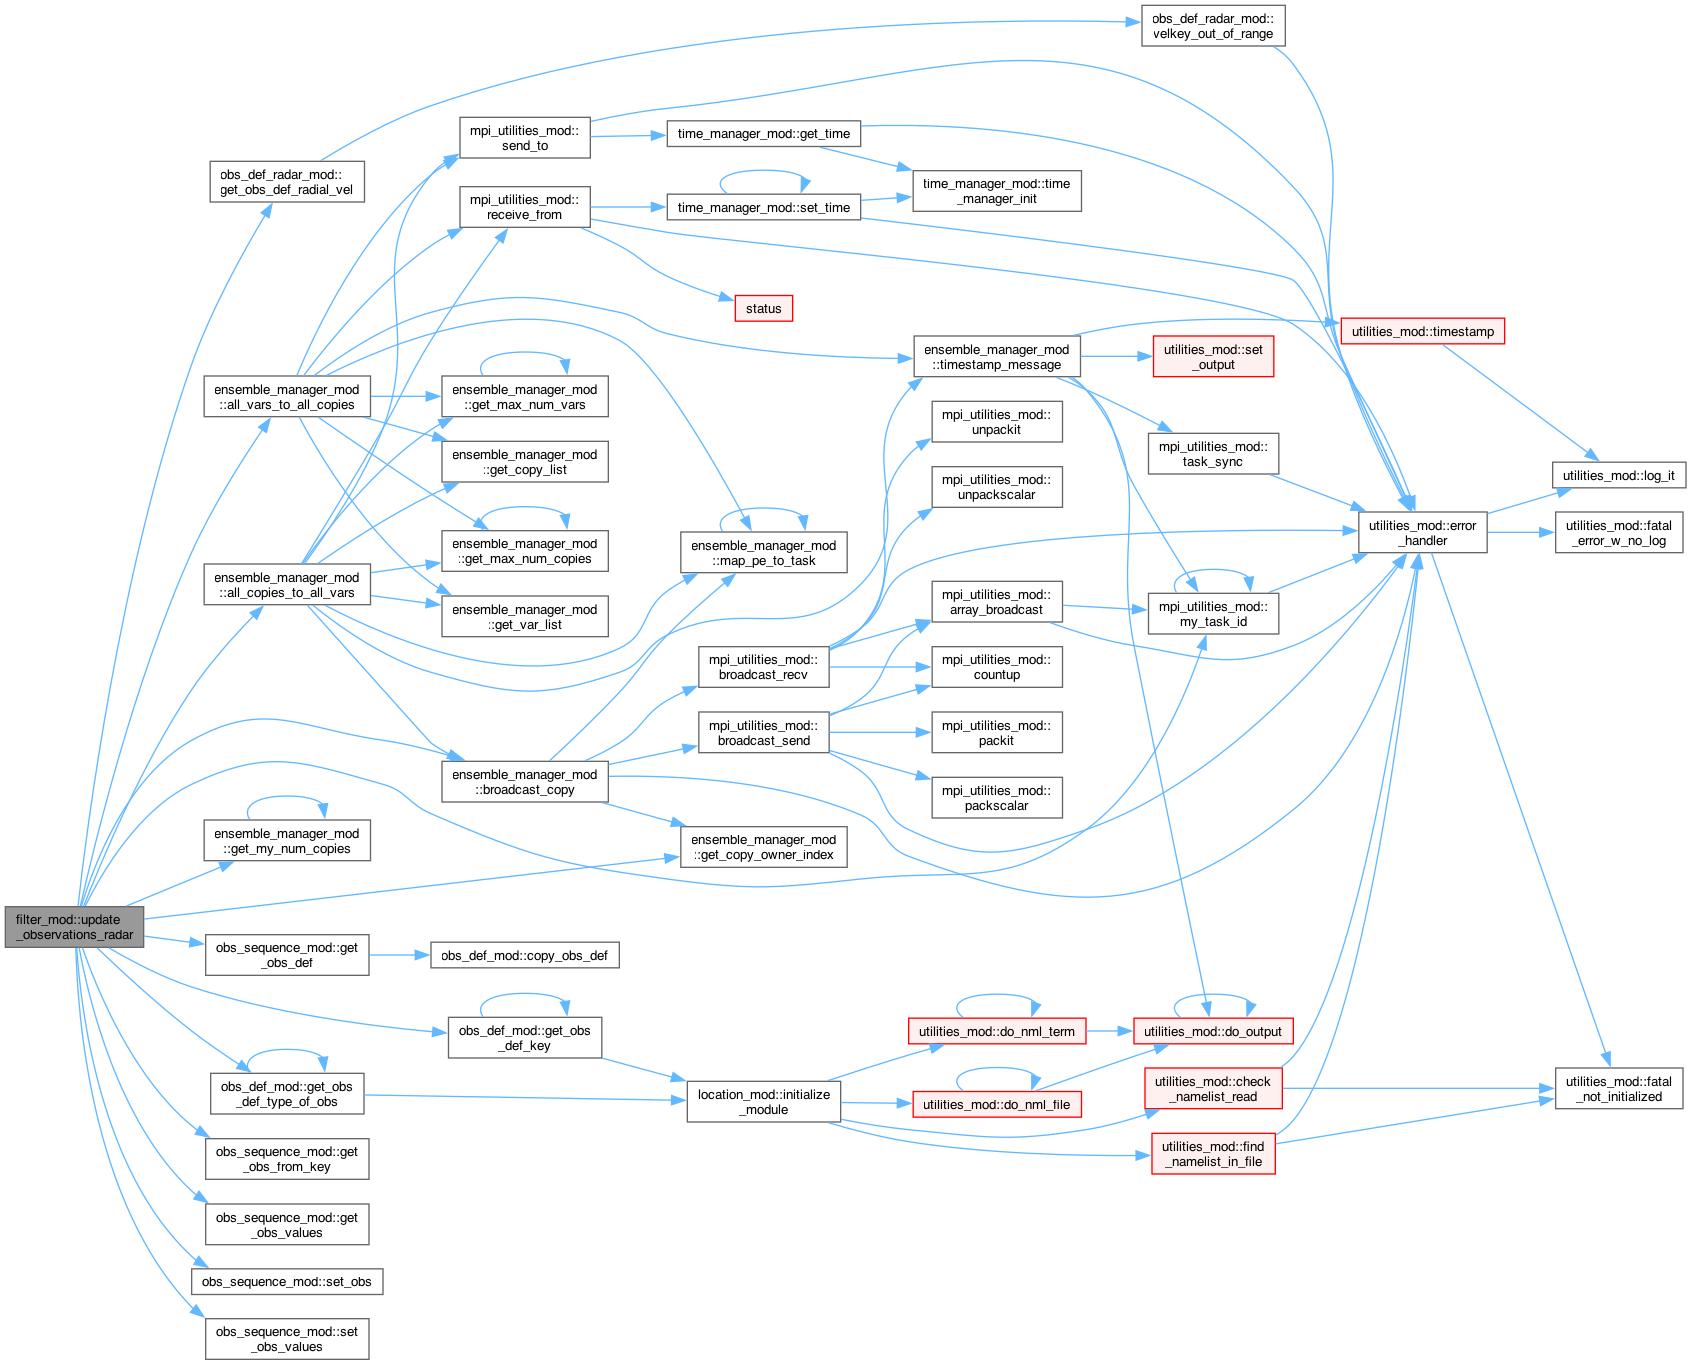 obs_def_radar_mod::
velkey_out_of_range
mpi_utilities_mod::
send_to
time_manager_mod::get_time
obs_def_radar_mod::
get_obs_def_radial_vel
time_manager_mod::time
_manager_init
mpi_utilities_mod::
receive_from
time_manager_mod::set_time
status
utilities_mod::timestamp
ensemble_manager_mod
::timestamp_message
utilities_mod::set
_output
ensemble_manager_mod
::all_vars_to_all_copies
ensemble_manager_mod
::get_max_num_vars
mpi_utilities_mod::
unpackit
ensemble_manager_mod
::get_copy_list
mpi_utilities_mod::
task_sync
mpi_utilities_mod::
unpackscalar
utilities_mod::log_it
ensemble_manager_mod
::get_max_num_copies
ensemble_manager_mod
::map_pe_to_task
utilities_mod::error
_handler
utilities_mod::fatal
_error_w_no_log
ensemble_manager_mod
::all_copies_to_all_vars
ensemble_manager_mod
::get_var_list
mpi_utilities_mod::
array_broadcast
mpi_utilities_mod::
my_task_id
mpi_utilities_mod::
broadcast_recv
mpi_utilities_mod::
countup
mpi_utilities_mod::
broadcast_send
mpi_utilities_mod::
packit
ensemble_manager_mod
::broadcast_copy
mpi_utilities_mod::
packscalar
ensemble_manager_mod
::get_my_num_copies
ensemble_manager_mod
::get_copy_owner_index
filter_mod::update
_observations_radar
obs_sequence_mod::get
_obs_def
obs_def_mod::copy_obs_def
obs_def_mod::get_obs
_def_key
utilities_mod::do_nml_term
utilities_mod::do_output
obs_def_mod::get_obs
_def_type_of_obs
location_mod::initialize
_module
utilities_mod::do_nml_file
utilities_mod::check
_namelist_read
utilities_mod::fatal
_not_initialized
obs_sequence_mod::get
_obs_from_key
utilities_mod::find
_namelist_in_file
obs_sequence_mod::get
_obs_values
obs_sequence_mod::set_obs
obs_sequence_mod::set
_obs_values